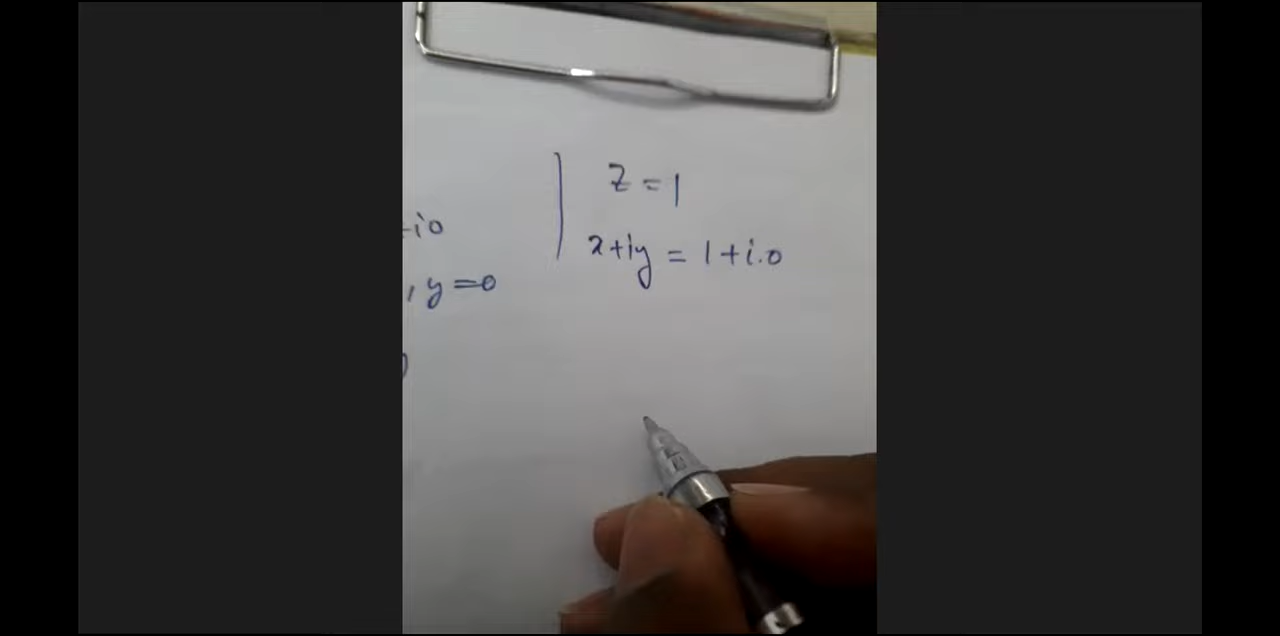 z = 1
x+iy = 1+i.0
+i0
, y=0